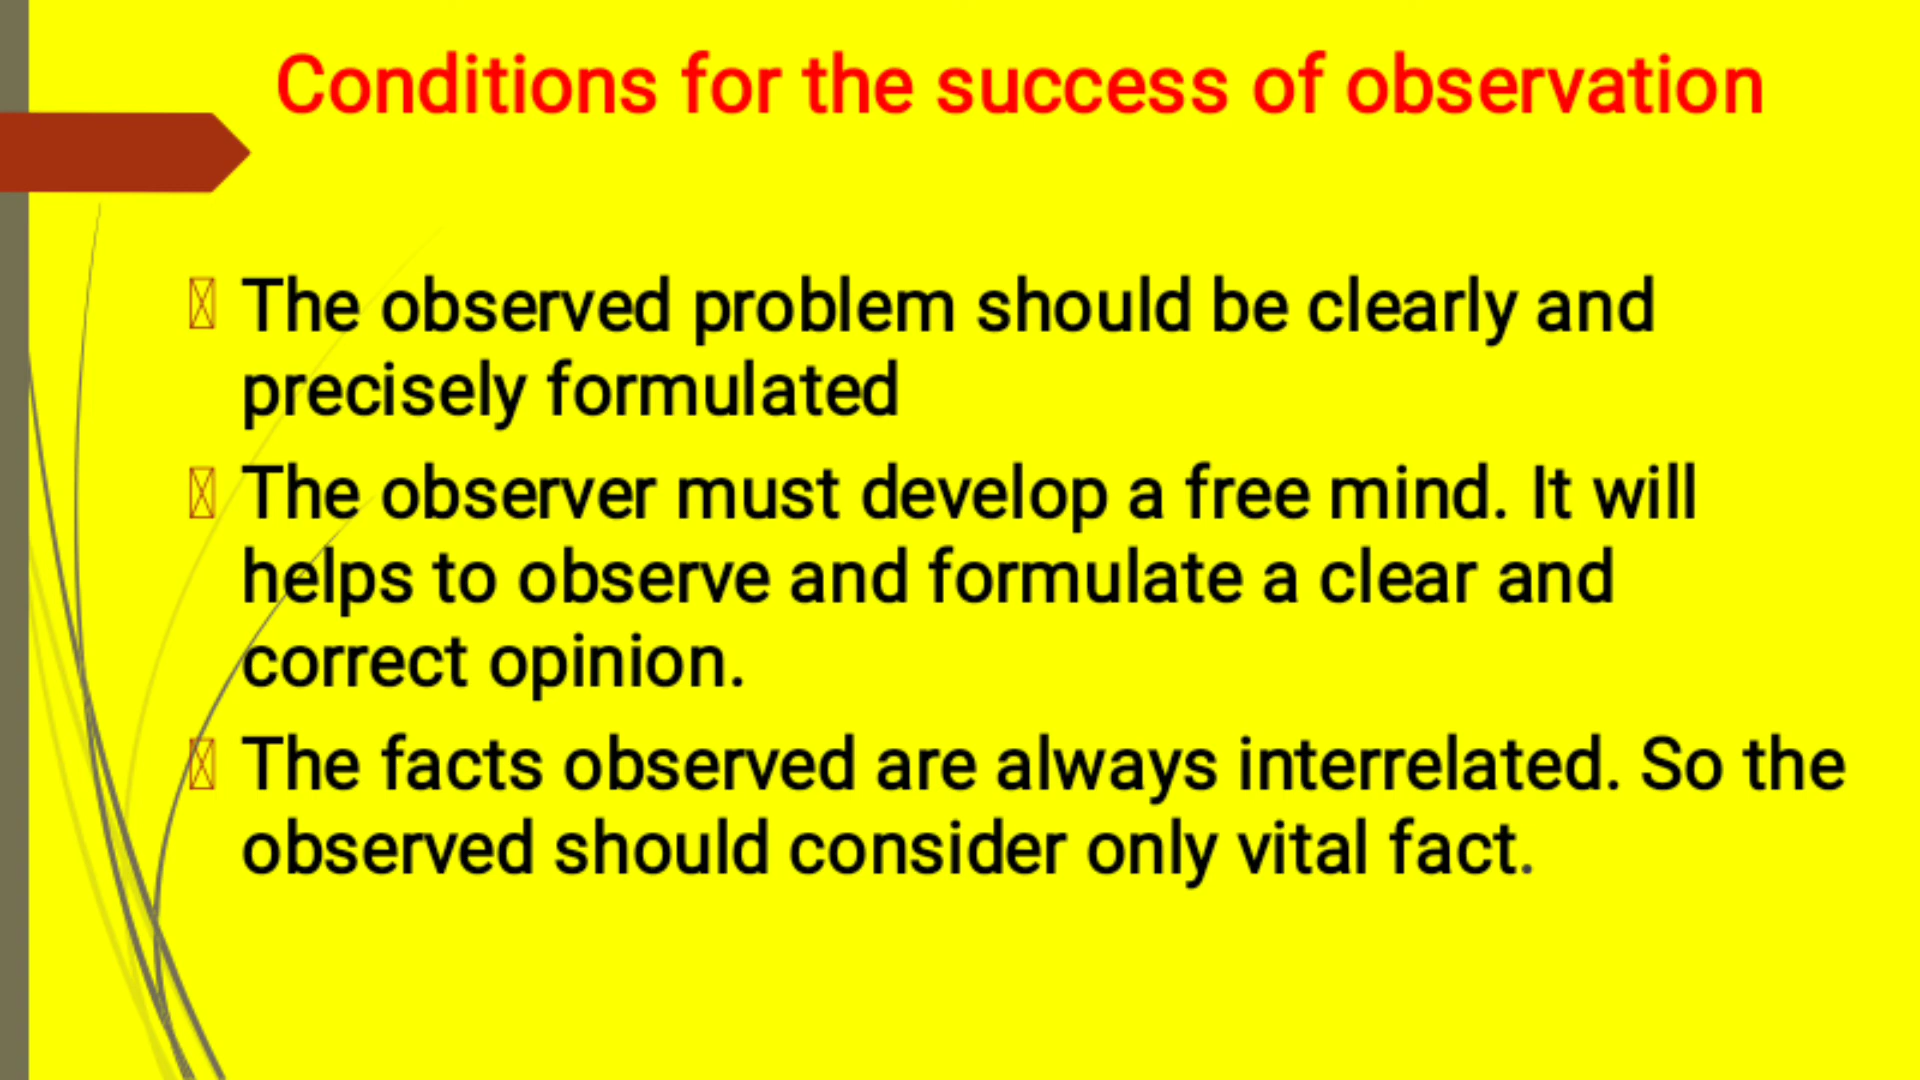 Conditions for the success of observation
The observed problem should be clearly and
precisely formulated
The observer must develop a free mind. It will
helps to observe and formulate a clear and
correct opinion.
The facts observed are always interrelated. So the
observed should consider only vital fact.